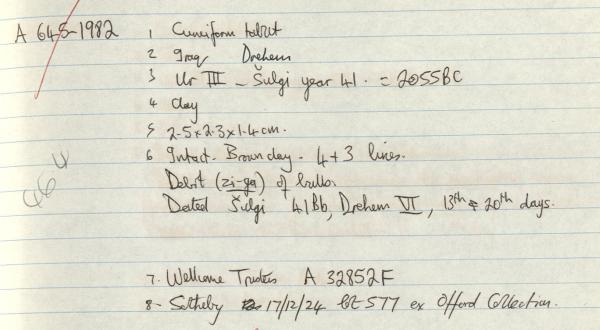 A 645-1982 1 Cuneiform tablet
2 Iraq Drehem
3 Ur III - Šulgi year 41. = 2055BC
4 Clay
5 2.5x2.3x1.4cm.
6 Intact. Brown clay. 4+3 lines.
Debit (zi-ga) of bulls.
Dated Šulgi 41Bb, Drehem VI, 13th & 20th days.
464
7. Wellcome Trustees A 32852F
8- Sotheby 17/12/24 lot 577 ex Offord Collection.